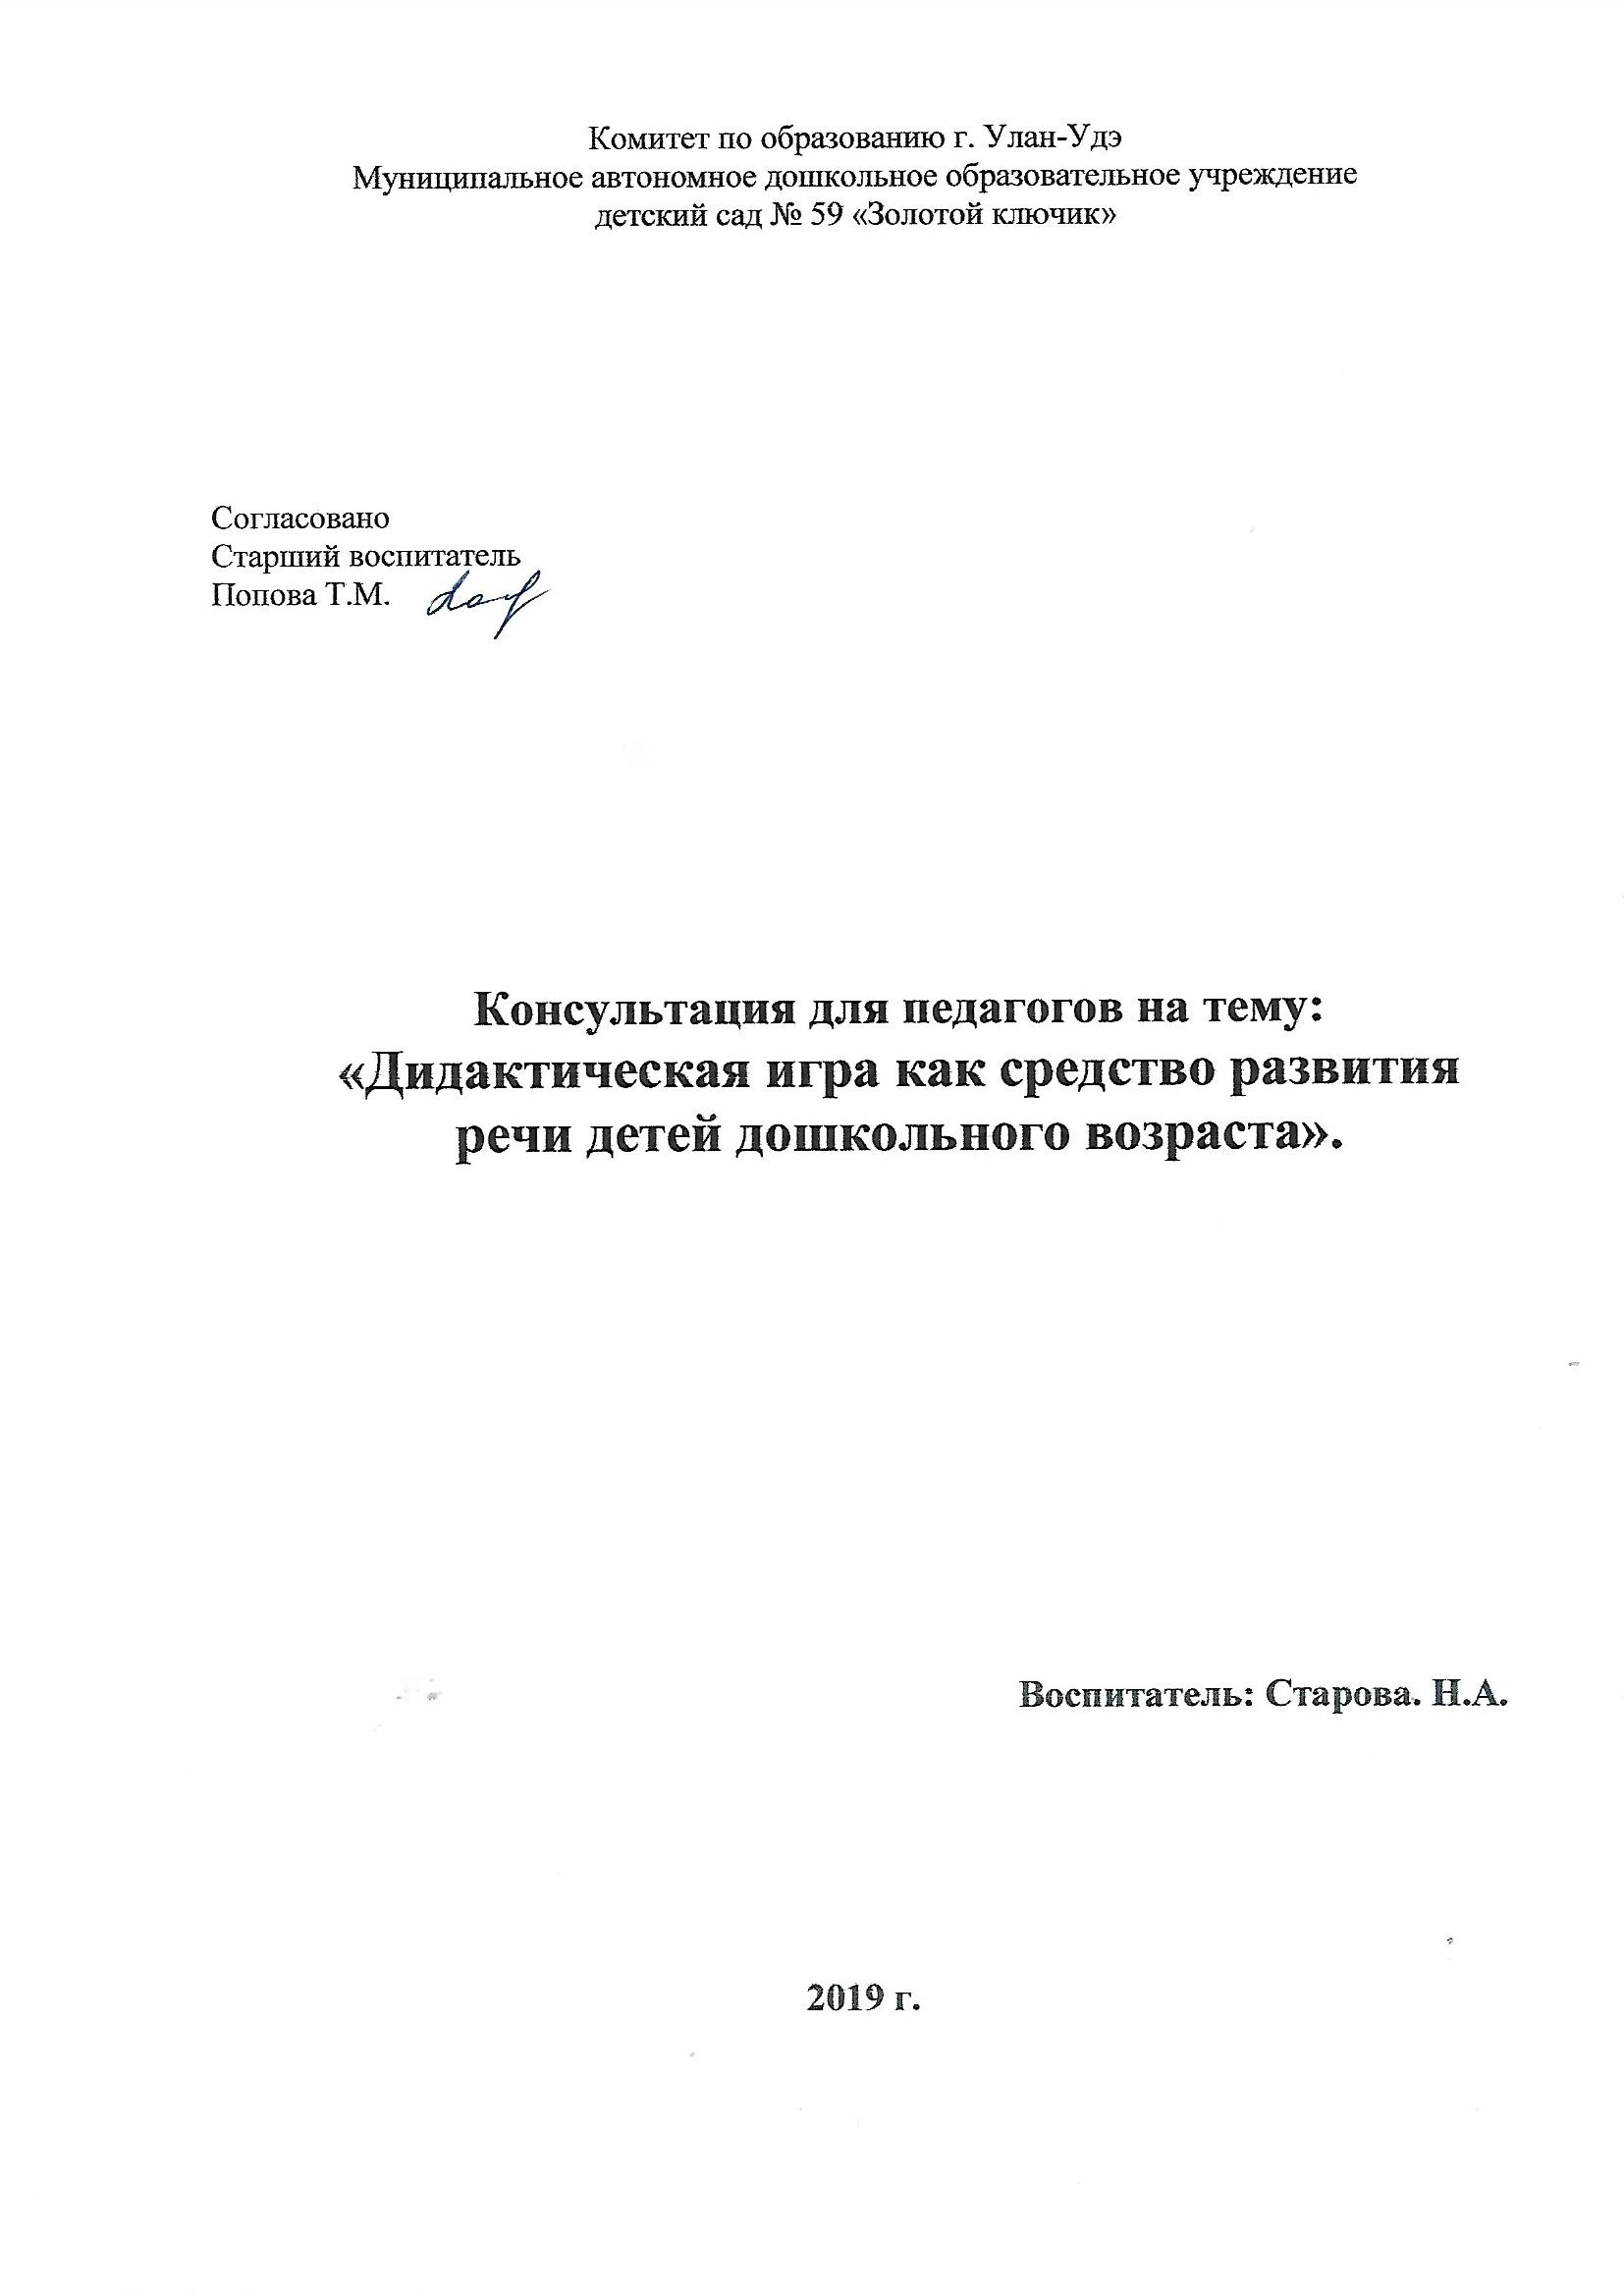 Комитет по образованию г. Улан-Удэ
Муниципальное автономное дошкольное образовательное учреждение
детский сад № 59 «Золотой ключик»
Согласовано
Старший воспитатель
Попова Т.М.
Консультация для педагогов на тему:
«Дидактическая игра как средство развития
речи детей дошкольного возраста».
Воспитатель: Старова. Н.А.
2019 г.